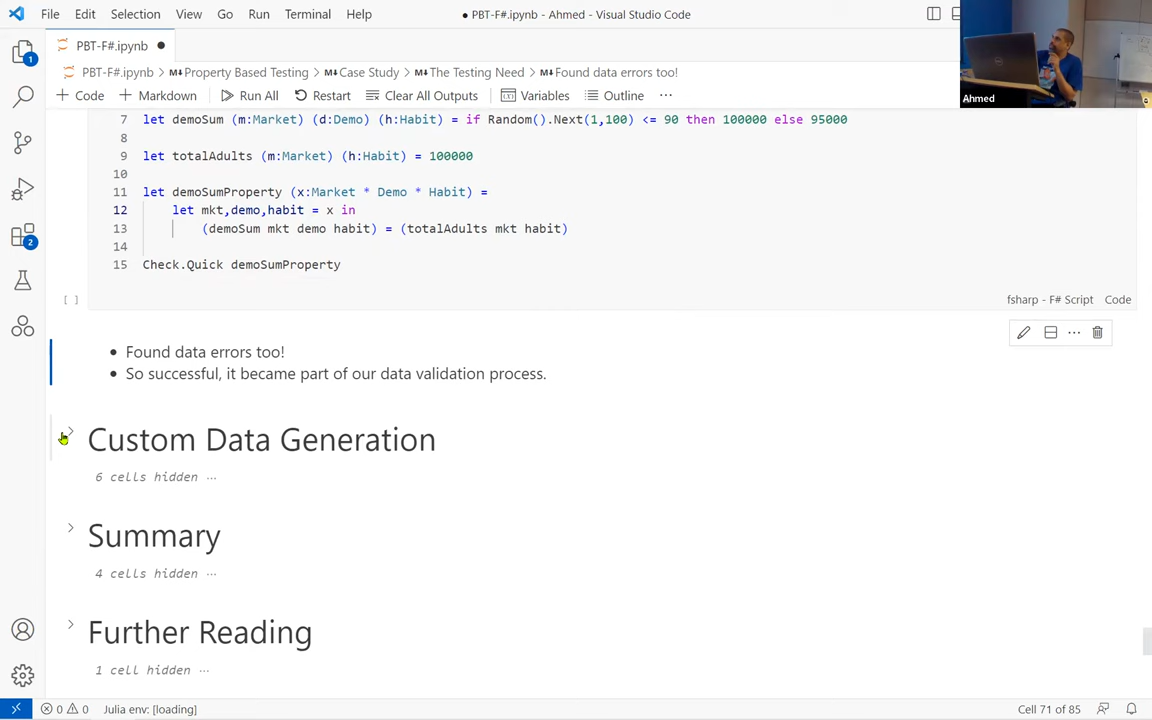 File Edit Selection View Go Run Terminal Help
● PBT-F#.ipynb - Ahmed - Visual Studio Code
PBT-F#.ipynb ●
PBT-F#.ipynb > M↓Property Based Testing > M↓Case Study > M↓The Testing Need > M↓Found data errors too!
+ Code + Markdown Run All Restart Clear All Outputs Variables Outline ...
Ahmed
1
2
7 let demoSum (m:Market) (d:Demo) (h:Habit) = if Random().Next(1,100) <= 90 then 100000 else 95000
8
9 let totalAdults (m:Market) (h:Habit) = 100000
10
11 let demoSumProperty (x:Market * Demo * Habit) =
12 let mkt,demo,habit = x in
13 (demoSum mkt demo habit) = (totalAdults mkt habit)
14
15 Check.Quick demoSumProperty
[ ]
fsharp - F# Script Code
• Found data errors too!
• So successful, it became part of our data validation process.
Custom Data Generation
6 cells hidden ...
Summary
4 cells hidden ...
Further Reading
1 cell hidden ...
0 0 Julia env: [loading]
Cell 71 of 85